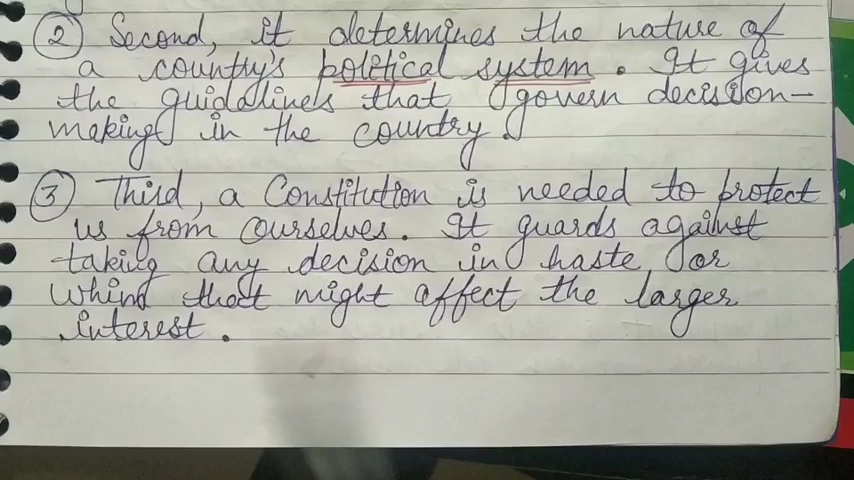 ② Second, it determines the nature of
a country's political system. It gives
the guidelines that govern decision-
making in the country.
③ Third, a Constitution is needed to protect
us from ourselves. It guards against
taking any decision in haste or
whind that might affect the larger
interest.